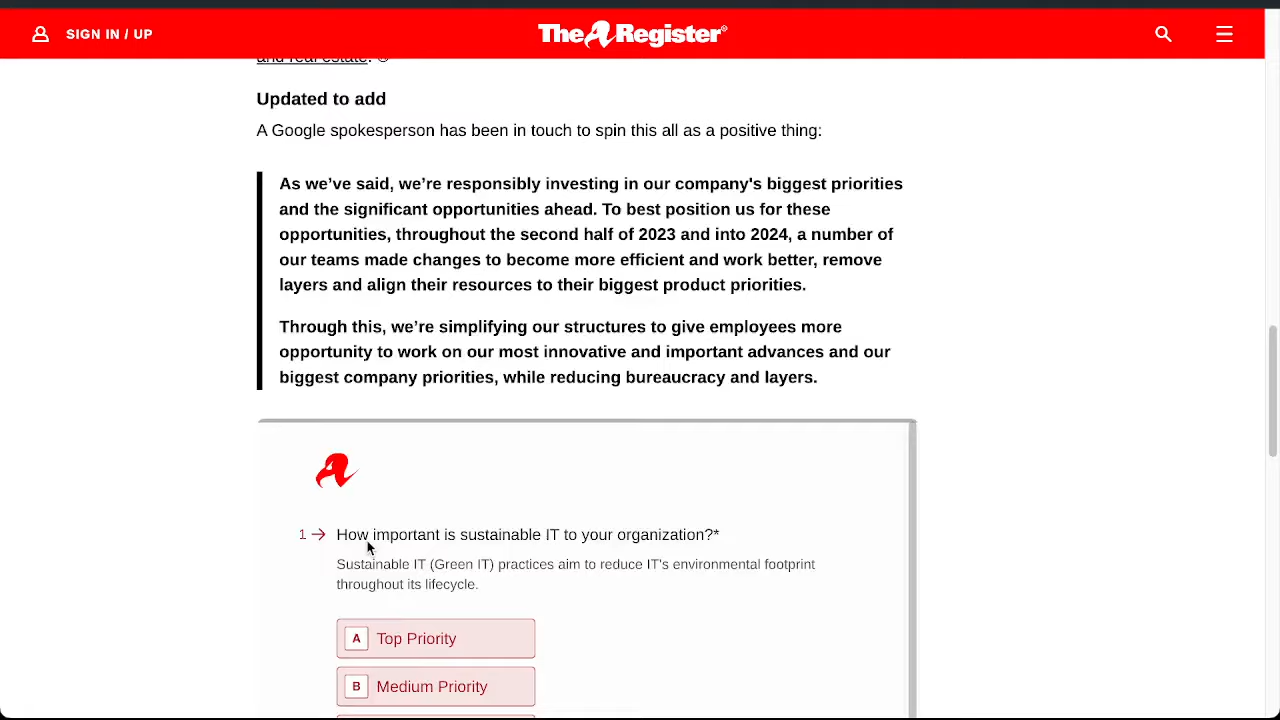 SIGN IN / UP
The Register®
and real estate. ®
Updated to add
A Google spokesperson has been in touch to spin this all as a positive thing:
As we’ve said, we’re responsibly investing in our company's biggest priorities
and the significant opportunities ahead. To best position us for these
opportunities, throughout the second half of 2023 and into 2024, a number of
our teams made changes to become more efficient and work better, remove
layers and align their resources to their biggest product priorities.
Through this, we’re simplifying our structures to give employees more
opportunity to work on our most innovative and important advances and our
biggest company priorities, while reducing bureaucracy and layers.
1 → How important is sustainable IT to your organization?*
Sustainable IT (Green IT) practices aim to reduce IT's environmental footprint
throughout its lifecycle.
A Top Priority
B Medium Priority